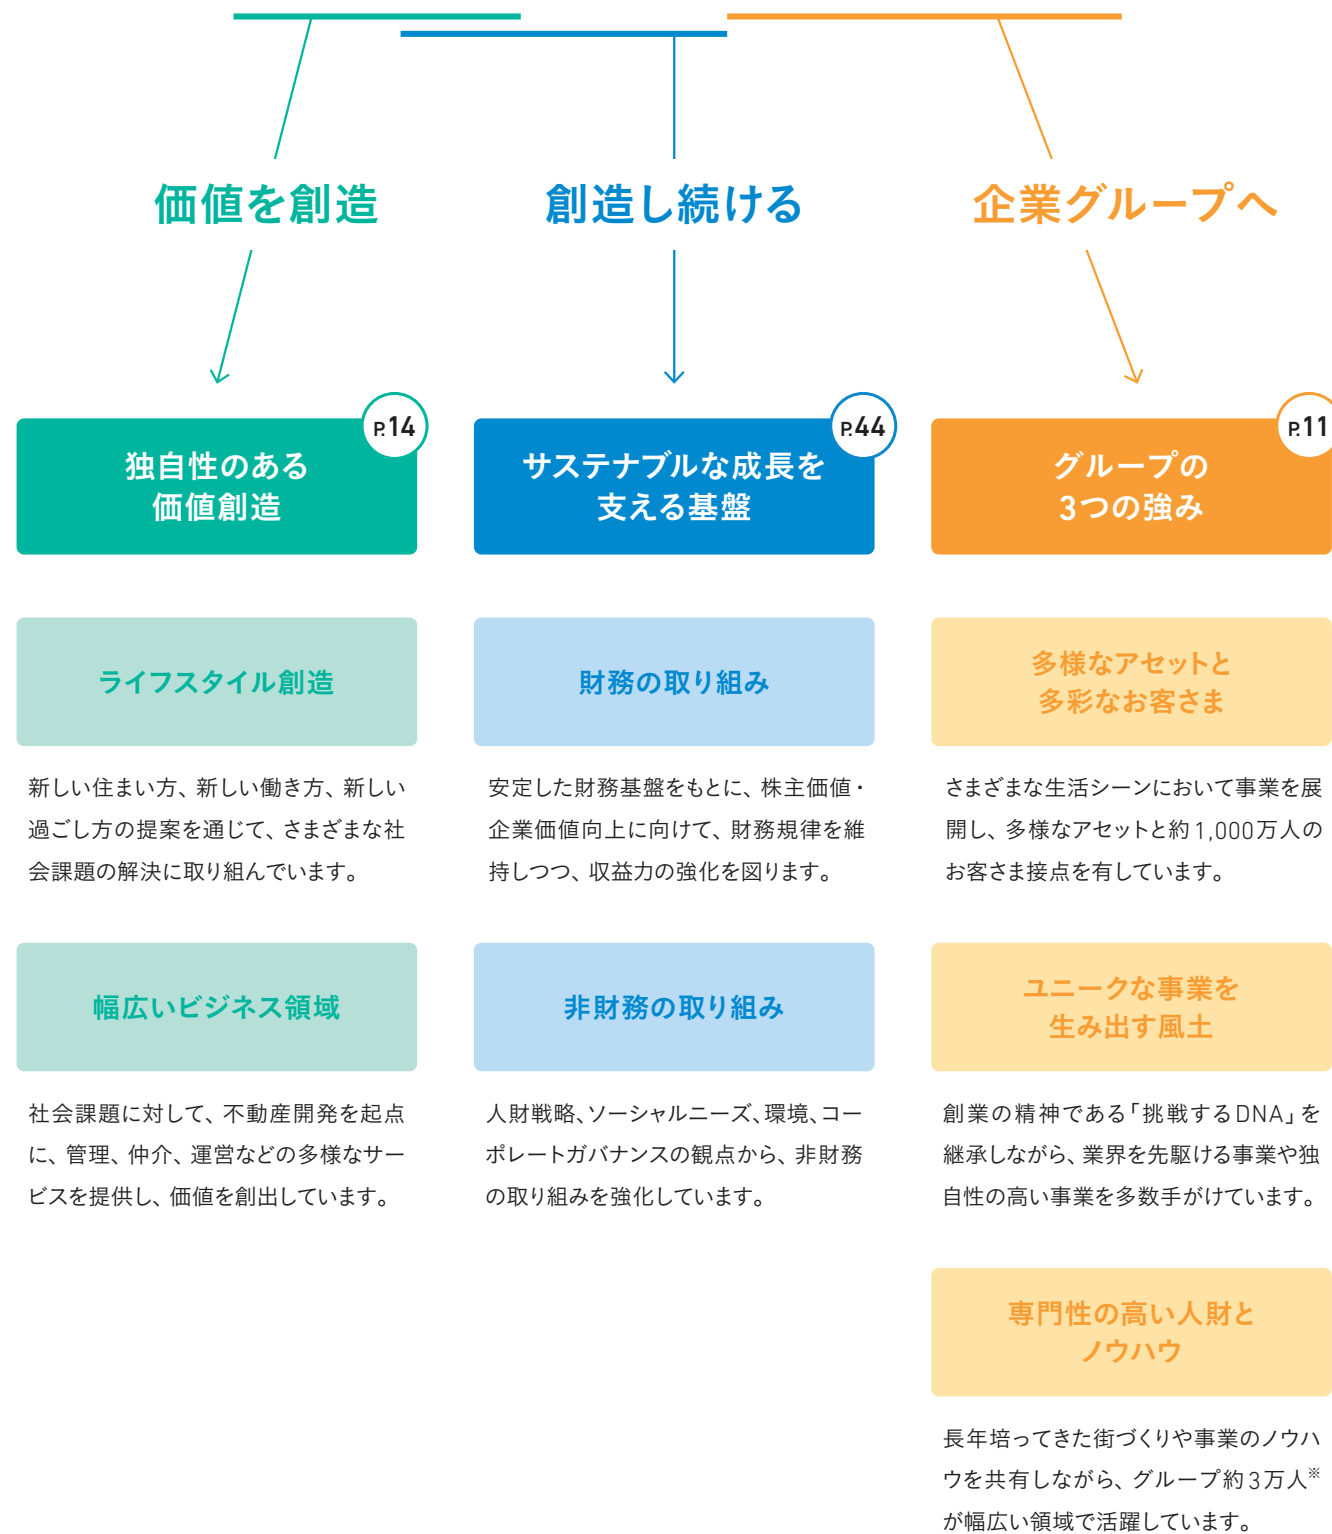 価値を創造
創造し続ける
企業グループへ
P.14
独自性のある
価値創造
ライフスタイル創造
新しい住まい方、新しい働き方、新しい
過ごし方の提案を通じて、さまざまな社
会課題の解決に取り組んでいます。
幅広いビジネス領域
社会課題に対して、不動産開発を起点
に、管理、仲介、運営などの多様なサー
ビスを提供し、価値を創出しています。
P.44
サステナブルな成長を
支える基盤
財務の取り組み
安定した財務基盤をもとに、株主価値・
企業価値向上に向けて、財務規律を維
持しつつ、収益力の強化を図ります。
非財務の取り組み
人財戦略、ソーシャルニーズ、環境、コー
ポレートガバナンスの観点から、非財務
の取り組みを強化しています。
P.11
グループの
3つの強み
多様なアセットと
多彩なお客さま
さまざまな生活シーンにおいて事業を展
開し、多様なアセットと約1,000万人の
お客さま接点を有しています。
ユニークな事業を
生み出す風土
創業の精神である「挑戦するDNA」を
継承しながら、業界を先駆ける事業や独
自性の高い事業を多数手がけています。
専門性の高い人財と
ノウハウ
長年培ってきた街づくりや事業のノウハ
ウを共有しながら、グループ約3万人※
が幅広い領域で活躍しています。